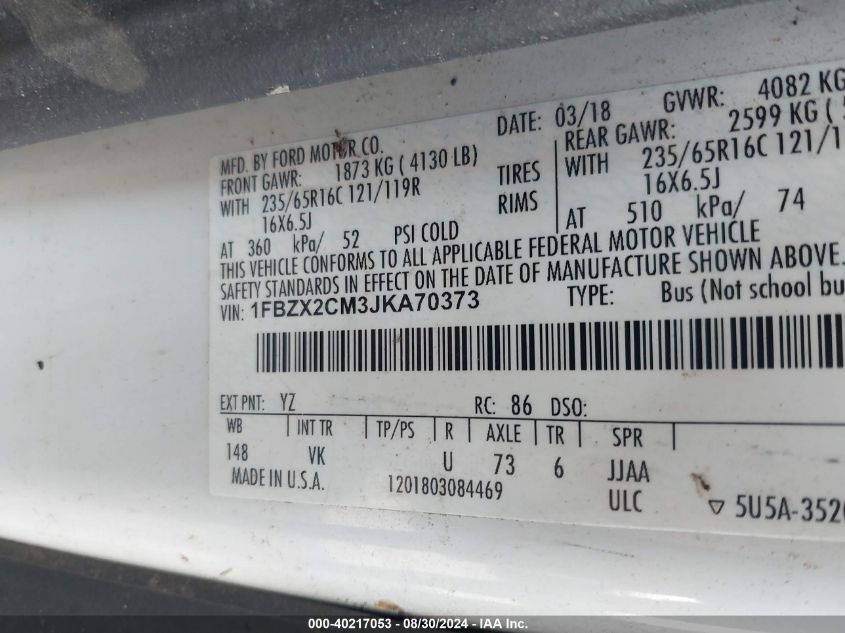 MFD. BY FORD MOTOR CO.
DATE: 03/18
GVWR: 4082 KG
FRONT GAWR: 1873 KG ( 4130 LB)
REAR GAWR: 2599 KG (
WITH 235/65R16C 121/119R TIRES
WITH 235/65R16C 121/
16X6.5J RIMS
16X6.5J
AT 360 kPa/ 52 PSI COLD
AT 510 kPa/ 74
THIS VEHICLE CONFORMS TO ALL APPLICABLE FEDERAL MOTOR VEHICLE
SAFETY STANDARDS IN EFFECT ON THE DATE OF MANUFACTURE SHOWN ABOVE.
VIN: 1FBZX2CM3JKA70373
TYPE: Bus (Not school
EXT PNT: YZ RC: 86 DSO:
WB INT TR TP/PS R AXLE TR SPR
148 VK U 73 6 JJAA
MADE IN U.S.A. 1201803084469 ULC ▽ 5U5A-352
000-40217053 - 08/30/2024 - IAA Inc.